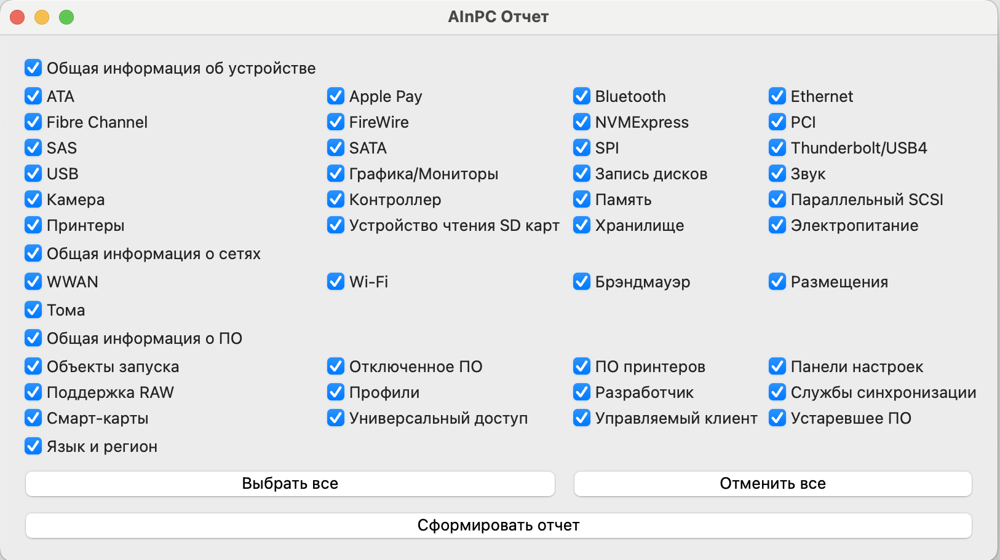 AInPC Отчет
Общая информация об устройстве
ATA Apple Pay Bluetooth Ethernet
Fibre Channel FireWire NVMExpress PCI
SAS SATA SPI Thunderbolt/USB4
USB Графика/Мониторы Запись дисков Звук
Камера Контроллер Память Параллельный SCSI
Принтеры Устройство чтения SD карт Хранилище Электропитание
Общая информация о сетях
WWAN Wi-Fi Брэндмауэр Размещения
Тома
Общая информация о ПО
Объекты запуска Отключенное ПО ПО принтеров Панели настроек
Поддержка RAW Профили Разработчик Службы синхронизации
Смарт-карты Универсальный доступ Управляемый клиент Устаревшее ПО
Язык и регион
Выбрать все Отменить все
Сформировать отчет